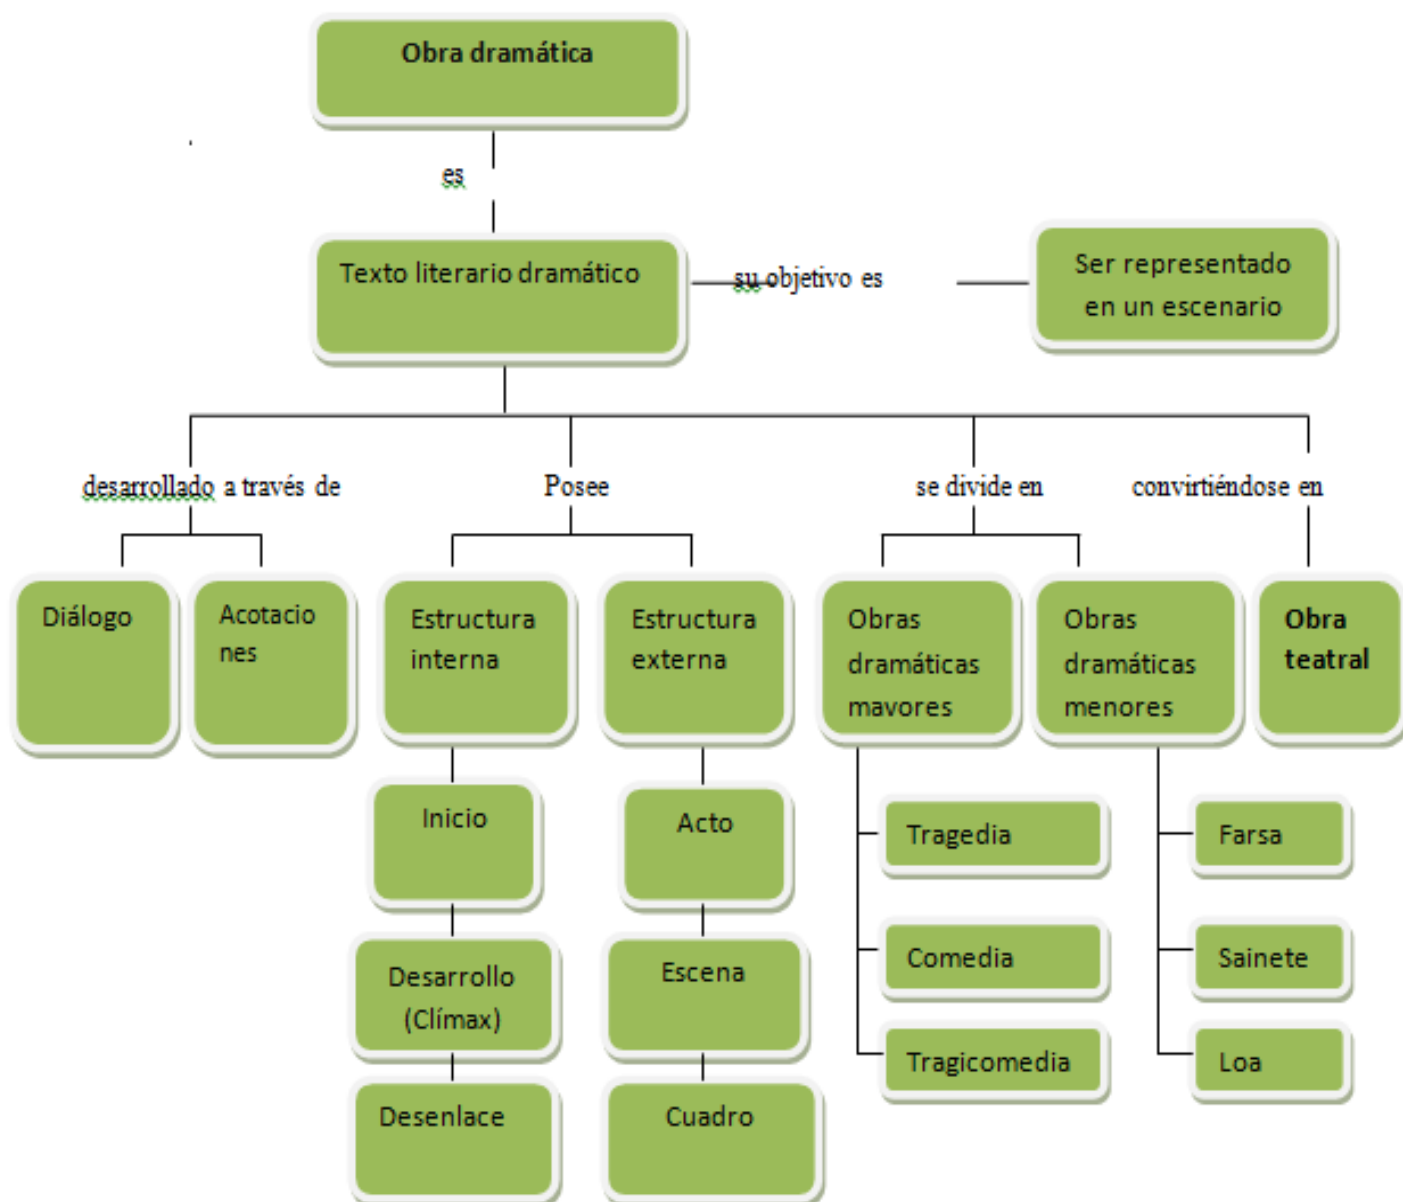 Obra dramática
es
Texto literario dramático
su objetivo es
Ser representado
en un escenario
desarrollado a través de
Posee
se divide en
convirtiéndose en
Diálogo
Acotacio
nes
Estructura
interna
Estructura
externa
Obras
dramáticas
mavores
Obras
dramáticas
menores
Obra
teatral
Inicio
Acto
Tragedia
Farsa
Desarrollo
(Clímax)
Escena
Comedia
Sainete
Tragicomedia
Loa
Desenlace
Cuadro